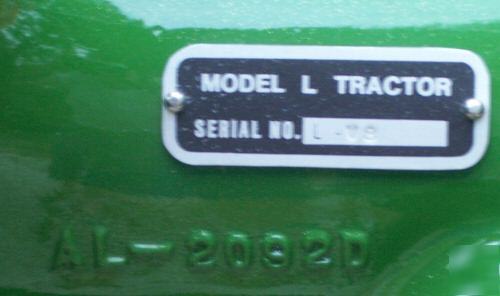 MODEL L TRACTOR
SERIAL NO.
AL-2092D